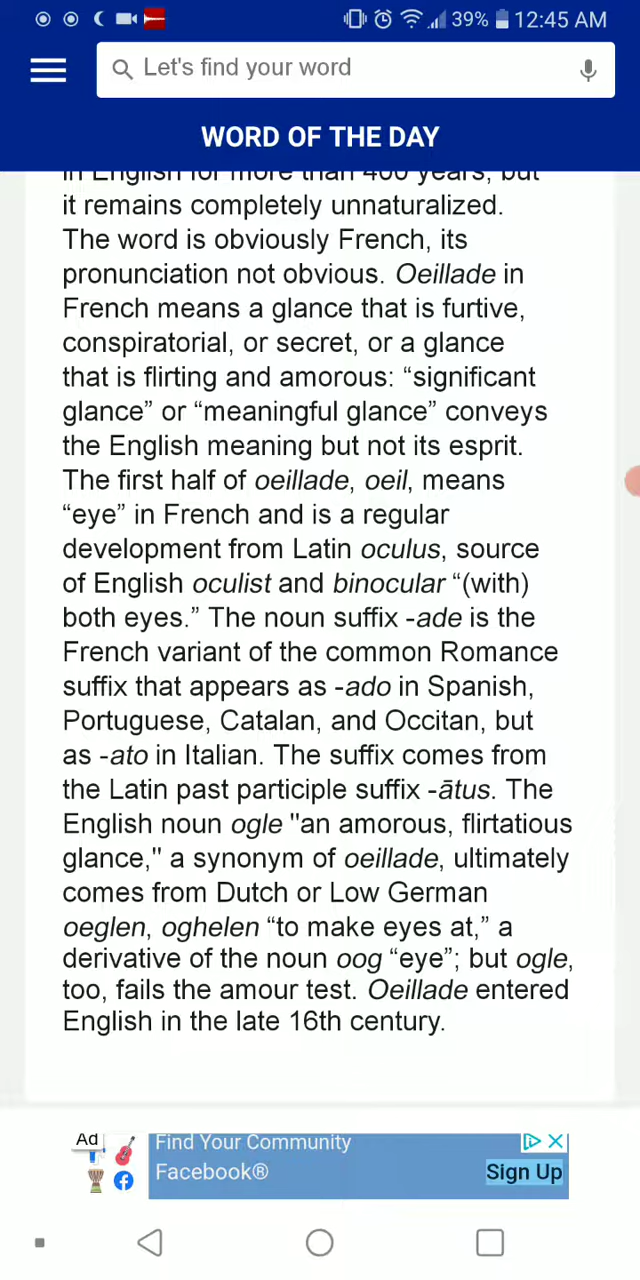 39% 12:45 AM
Let's find your word
WORD OF THE DAY
in English for more than 400 years, but
it remains completely unnaturalized.
The word is obviously French, its
pronunciation not obvious. Oeillade in
French means a glance that is furtive,
conspiratorial, or secret, or a glance
that is flirting and amorous: “significant
glance” or “meaningful glance” conveys
the English meaning but not its esprit.
The first half of oeillade, oeil, means
“eye” in French and is a regular
development from Latin oculus, source
of English oculist and binocular “(with)
both eyes.” The noun suffix -ade is the
French variant of the common Romance
suffix that appears as -ado in Spanish,
Portuguese, Catalan, and Occitan, but
as -ato in Italian. The suffix comes from
the Latin past participle suffix -ātus. The
English noun ogle "an amorous, flirtatious
glance," a synonym of oeillade, ultimately
comes from Dutch or Low German
oeglen, oghelen “to make eyes at,” a
derivative of the noun oog “eye”; but ogle,
too, fails the amour test. Oeillade entered
English in the late 16th century.
Ad
Find Your Community
Facebook®
Sign Up